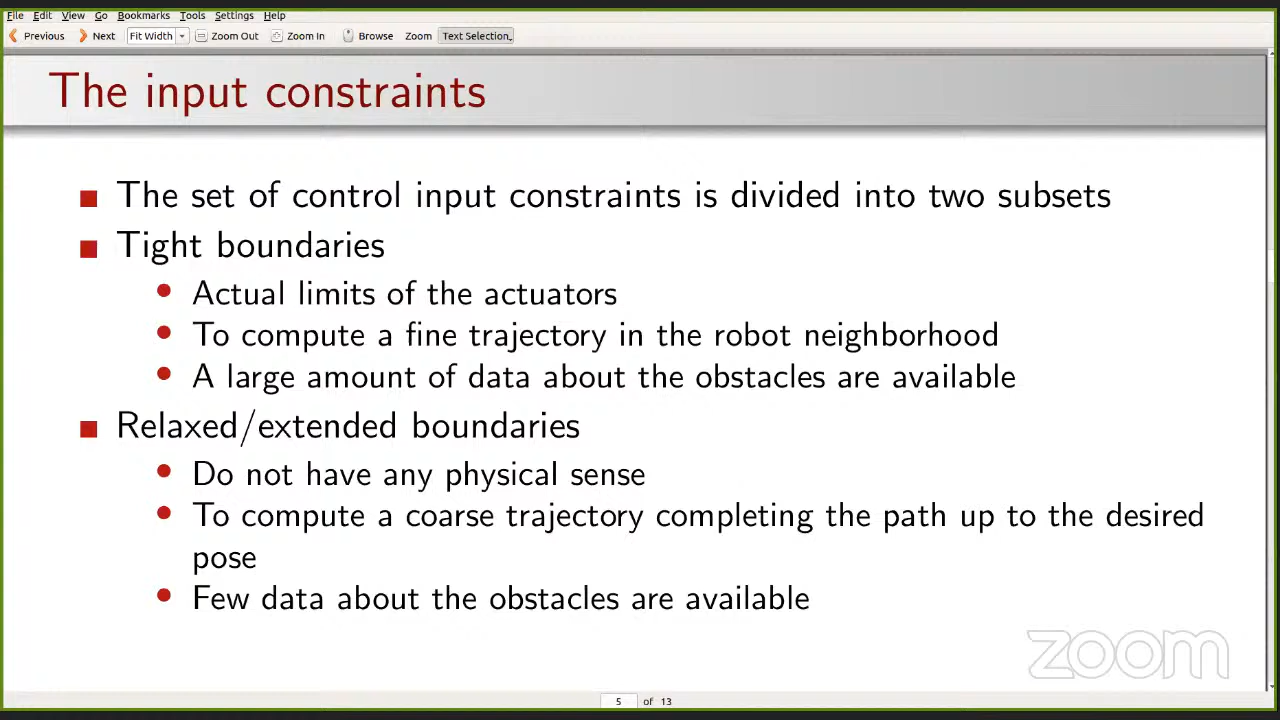 File Edit View Go Bookmarks Tools Settings Help
Previous Next Fit Width Zoom Out Zoom In Browse Zoom Text Selection
The input constraints
The set of control input constraints is divided into two subsets
Tight boundaries
Actual limits of the actuators
To compute a fine trajectory in the robot neighborhood
A large amount of data about the obstacles are available
Relaxed/extended boundaries
Do not have any physical sense
To compute a coarse trajectory completing the path up to the desired
pose
Few data about the obstacles are available
zoom
5 of 13